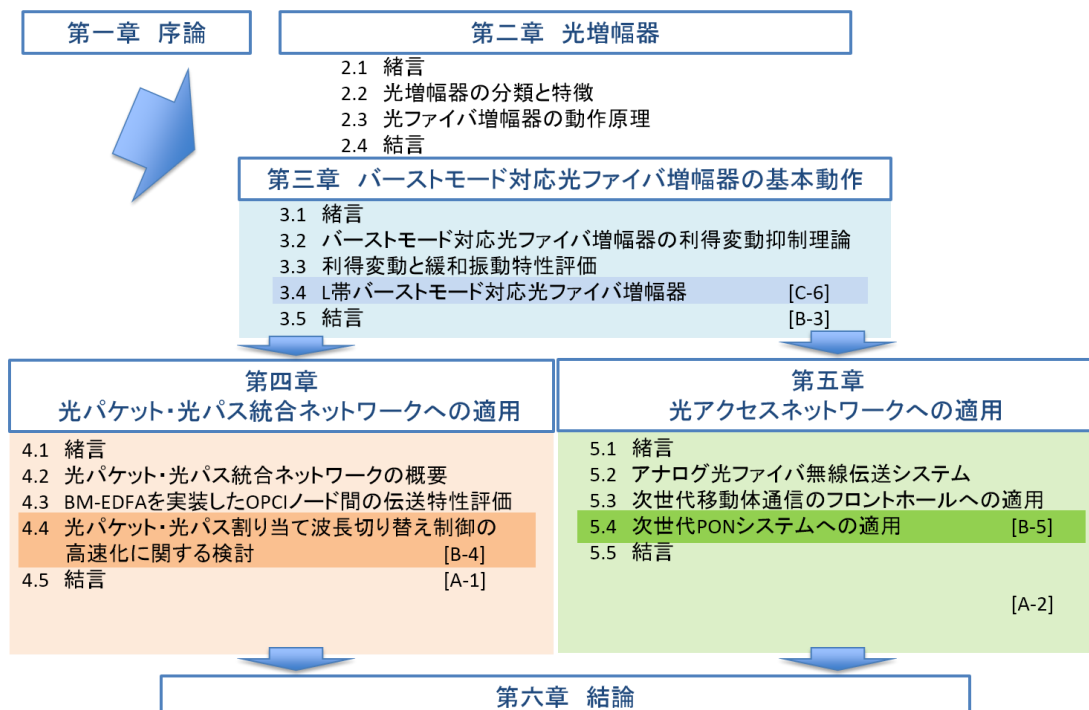 第一章 序論
第二章 光増幅器
2.1 緒言
2.2 光増幅器の分類と特徴
2.3 光ファイバ増幅器の動作原理
2.4 結言
第三章 バーストモード対応光ファイバ増幅器の基本動作
3.1 緒言
3.2 バーストモード対応光ファイバ増幅器の利得変動抑制理論
3.3 利得変動と緩和振動特性評価
3.4 L帯バーストモード対応光ファイバ増幅器 [C-6]
3.5 結言 [B-3]
第四章
光パケット・光パス統合ネットワークへの適用
4.1 緒言
4.2 光パケット・光パス統合ネットワークの概要
4.3 BM-EDFAを実装したOPCIノード間の伝送特性評価
4.4 光パケット・光パス割り当て波長切り替え制御の
高速化に関する検討 [B-4]
4.5 結言 [A-1]
第五章
光アクセスネットワークへの適用
5.1 緒言
5.2 アナログ光ファイバ無線伝送システム
5.3 次世代移動体通信のフロントホールへの適用
5.4 次世代PONシステムへの適用 [B-5]
5.5 結言
[A-2]
第六章 結論